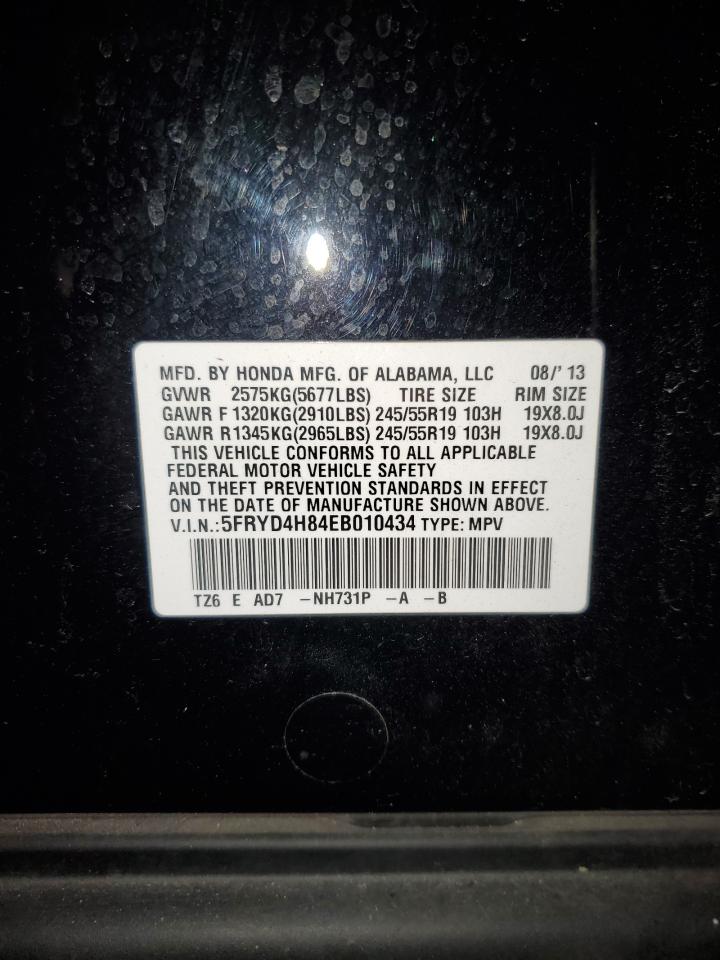 MFD. BY HONDA MFG. OF ALABAMA, LLC 08/'13
GVWR 2575KG(5677LBS) TIRE SIZE RIM SIZE
GAWR F 1320KG(2910LBS) 245/55R19 103H 19X8.0J
GAWR R 1345KG(2965LBS) 245/55R19 103H 19X8.0J
THIS VEHICLE CONFORMS TO ALL APPLICABLE
FEDERAL MOTOR VEHICLE SAFETY
AND THEFT PREVENTION STANDARDS IN EFFECT
ON THE DATE OF MANUFACTURE SHOWN ABOVE.
V.I.N.:5FRYD4H84EB010434 TYPE: MPV
TZ6 E AD7 -NH731P -A -B